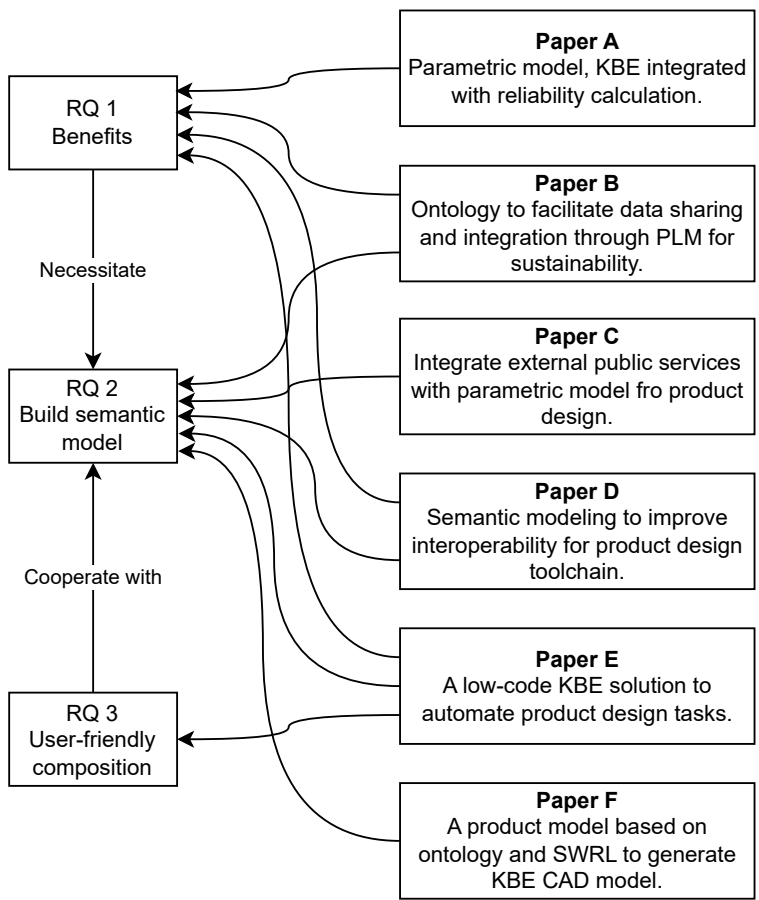 RQ 1
Benefits
Necessitate
RQ 2
Build semantic
model
Cooperate with
RQ 3
User-friendly
composition
Paper A
Parametric model, KBE integrated
with reliability calculation.
Paper B
Ontology to facilitate data sharing
and integration through PLM for
sustainability.
Paper C
Integrate external public services
with parametric model fro product
design.
Paper D
Semantic modeling to improve
interoperability for product design
toolchain.
Paper E
A low-code KBE solution to
automate product design tasks.
Paper F
A product model based on
ontology and SWRL to generate
KBE CAD model.